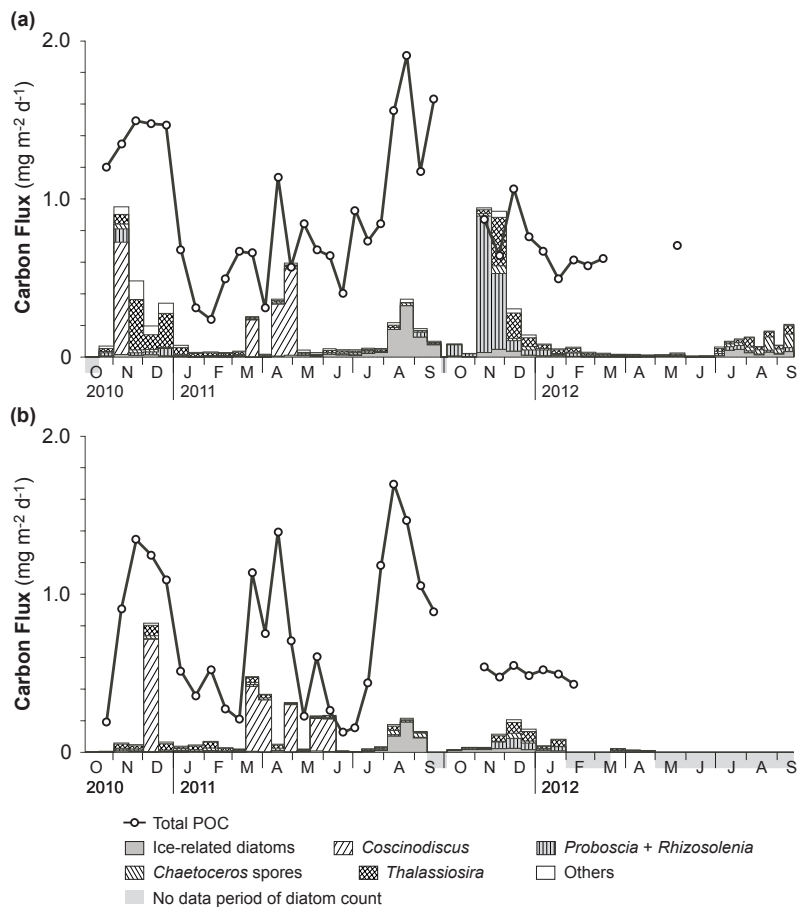 (a)
2.0
1.0
0
Carbon Flux (mg m-2 d-1)
O N D J F M A M J J A S O N D J F M A M J J A S
2010 2011 2012
(b)
2.0
1.0
0
Carbon Flux (mg m-2 d-1)
O N D J F M A M J J A S O N D J F M A M J J A S
2010 2011 2012
Total POC
Ice-related diatoms Coscinodiscus Proboscia + Rhizosolenia
Chaetoceros spores Thalassiosira Others
No data period of diatom count